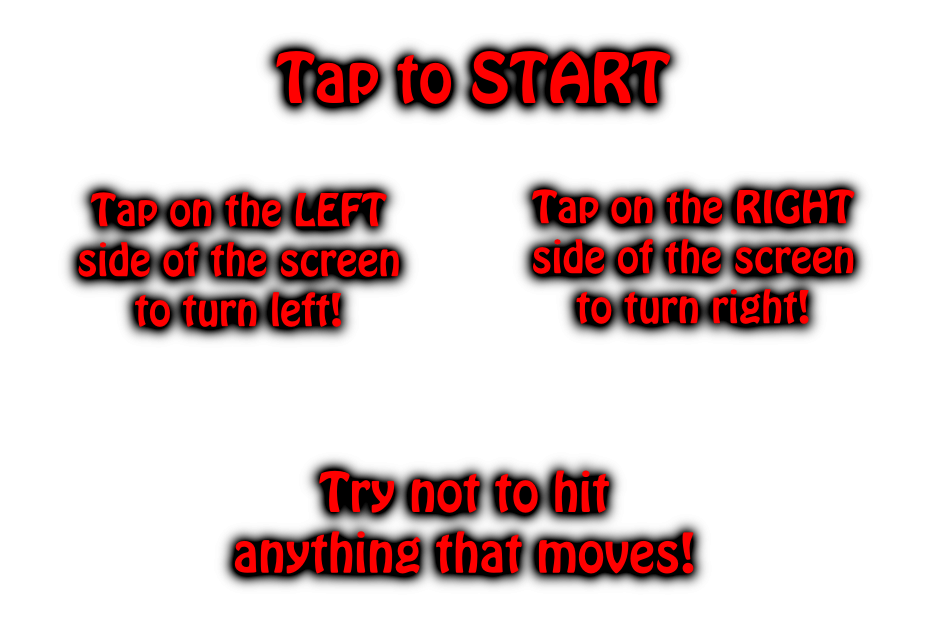 Tap to START
Tap on the LEFT
side of the screen
to turn left!
Tap on the RIGHT
side of the screen
to turn right!
Try not to hit
anything that moves!